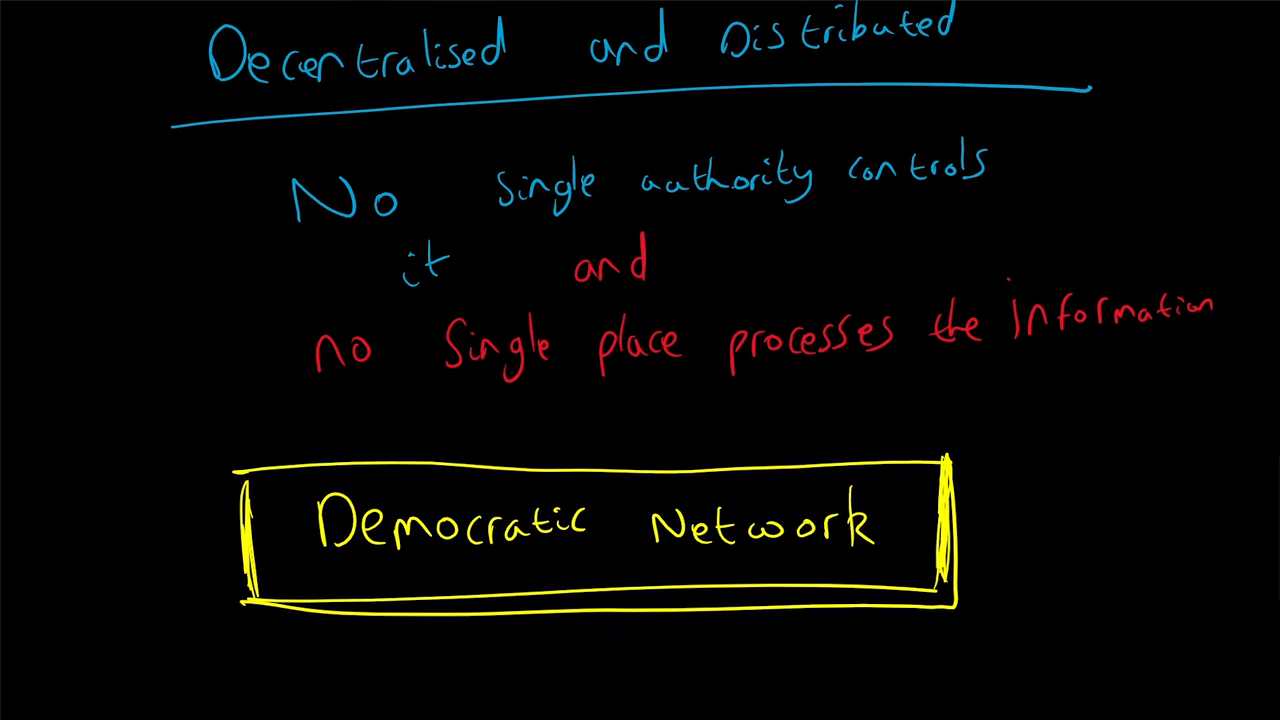 Decentralised and Distributed
No single authority controls
it and
no single place processes the information
Democratic Network